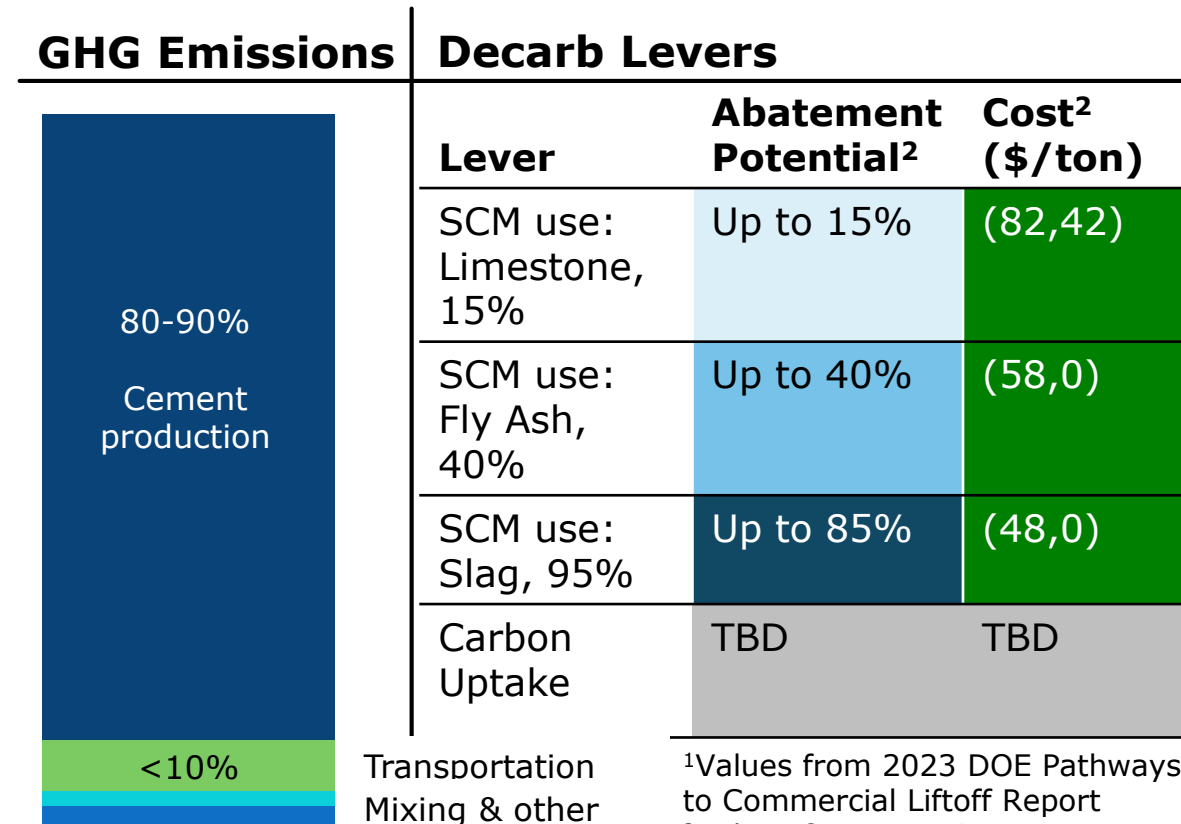 GHG Emissions
Decarb Levers
Lever
Abatement
Potential²
Cost²
($/ton)
SCM use:
Limestone,
15%
Up to 15%
(82,42)
SCM use:
Fly Ash,
40%
Up to 40%
(58,0)
SCM use:
Slag, 95%
Up to 85%
(48,0)
Carbon
Uptake
TBD
TBD
80-90%
Cement
production
<10%
Transportation
Mixing & other
¹Values from 2023 DOE Pathways
to Commercial Liftoff Report